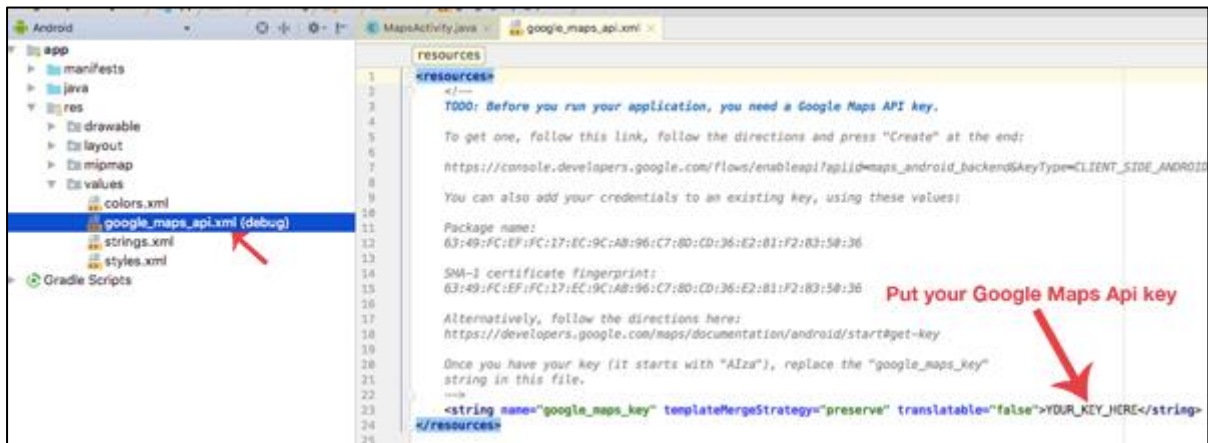 Android
MapsActivity.java
google_maps_api.xml
app
manifests
java
res
drawable
layout
mipmap
values
colors.xml
google_maps_api.xml (debug)
strings.xml
styles.xml
Gradle Scripts
resources
1 <resources>
2 <!--
3 TODO: Before you run your application, you need a Google Maps API key.
4
5 To get one, follow this link, follow the directions and press "Create" at the end:
6
7 https://console.developers.google.com/flows/enableapi?apiid=maps_android_backend&keyType=CLIENT_SIDE_ANDROID
8
9 You can also add your credentials to an existing key, using these values:
10
11 Package name:
12 63:49:FC:EF:FC:17:EC:9C:A8:96:C7:8D:CD:36:E2:81:F2:83:50:36
13
14 SHA-1 certificate fingerprint:
15 63:49:FC:EF:FC:17:EC:9C:A8:96:C7:8D:CD:36:E2:81:F2:83:50:36
16
17 Alternatively, follow the directions here:
18 https://developers.google.com/maps/documentation/android/start#get-key
19
20 Once you have your key (it starts with "AIza"), replace the "google_maps_key"
21 string in this file.
22 -->
23 <string name="google_maps_key" templateMergeStrategy="preserve" translatable="false">YOUR_KEY_HERE</string>
24 </resources>
25
Put your Google Maps Api key